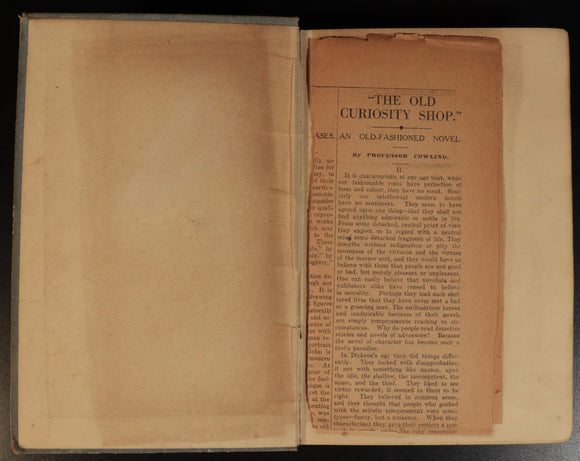 "THE OLD
CURIOSITY SHOP."
ASES. AN OLD-FASHIONED NOVEL.
By PROFESSOR COWLING.
II.
It is characteristic of our age that, while
our fashionable roses have perfection of
form and colour, they have no scent. Simi-
larly our intellectual modern novels
have no sentiment. They seem to have
agreed upon one thing—that they shall not
find anything admirable or noble in life.
From some detached, neutral point of view
they expect us to regard with a neutral
mind some detached fragment of life. They
describe without indignation or pity the
meanness of the virtuous and the virtues
of the meaner sort, and they would have us
believe with them that people are not good
or bad, but merely pleasant or unpleasant.
One can easily believe that novelists and
publishers alike have ceased to believe
in morality. Perhaps they lead such shel-
tered lives that they have never met a bad
or a grasping man. The unillustrious heroes
and inadmirable heroines of their novels
are simply temperaments reacting to cir-
cumstances. Why do people read detective
stories and novels of adventure? Because
the novel of character has become such a
fool's paradise.
In Dickens's age they did things differ-
ently. They looked with disapprobation,
if not with something like nausea, upon
the idle, the shallow, the incompetent, the
miser, and the thief. They liked to see
virtue rewarded; it seemed to them to be
right. They believed in common sense,
and they thought that people who gushed
with the artistic temperament were comic
types—funny, but a nuisance. When they
characterised they gave their readers a por-